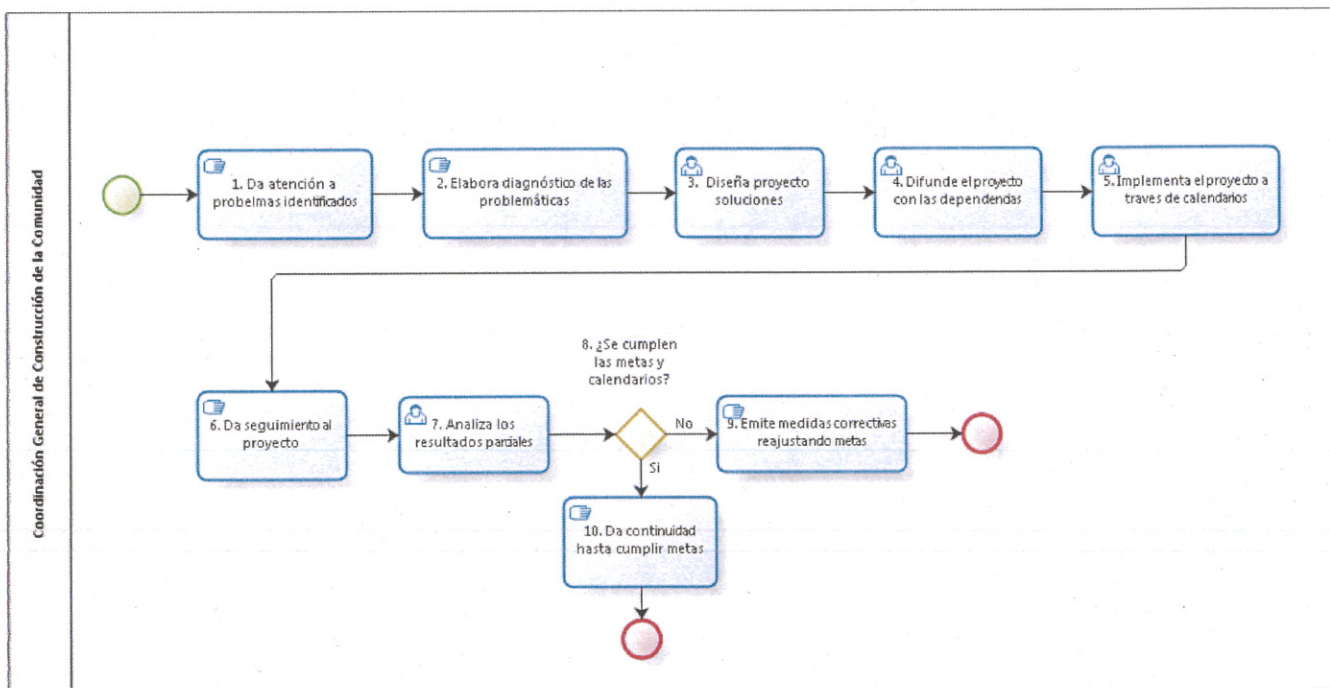 Coordinación General de Construcción de la Comunidad
1. Da atención a
probelmas identificados
2. Elabora diagnóstico de las
problemáticas
3. Diseña proyecto
soluciones
4. Difunde el proyecto
con las dependencias
5. Implementa el proyecto a
traves de calendarios
6. Da seguimiento al
proyecto
7. Analiza los
resultados parciales
8. ¿Se cumplen
las metas y
calendarios?
No
9. Emite medidas correctivas
reajustando metas
Si
10. Da continuidad
hasta cumplir metas